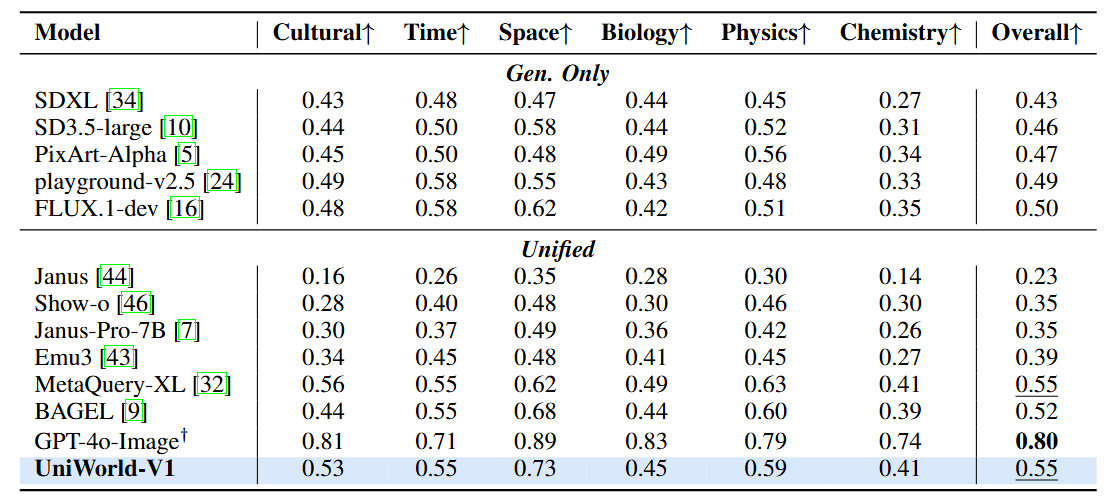 Model Cultural↑ Time↑ Space↑ Biology↑ Physics↑ Chemistry↑ Overall↑
Gen. Only
SDXL [34] 0.43 0.48 0.47 0.44 0.45 0.27 0.43
SD3.5-large [10] 0.44 0.50 0.58 0.44 0.52 0.31 0.46
PixArt-Alpha [5] 0.45 0.50 0.48 0.49 0.56 0.34 0.47
playground-v2.5 [24] 0.49 0.58 0.55 0.43 0.48 0.33 0.49
FLUX.1-dev [16] 0.48 0.58 0.62 0.42 0.51 0.35 0.50
Unified
Janus [44] 0.16 0.26 0.35 0.28 0.30 0.14 0.23
Show-o [46] 0.28 0.40 0.48 0.30 0.46 0.30 0.35
Janus-Pro-7B [7] 0.30 0.37 0.49 0.36 0.42 0.26 0.35
Emu3 [43] 0.34 0.45 0.48 0.41 0.45 0.27 0.39
MetaQuery-XL [32] 0.56 0.55 0.62 0.49 0.63 0.41 0.55
BAGEL [9] 0.44 0.55 0.68 0.44 0.60 0.39 0.52
GPT-4o-Image† 0.81 0.71 0.89 0.83 0.79 0.74 0.80
UniWorld-V1 0.53 0.55 0.73 0.45 0.59 0.41 0.55